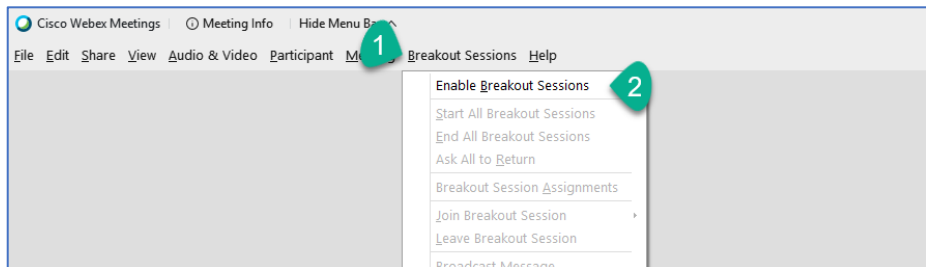 Cisco Webex Meetings Meeting Info Hide Menu Bar
File Edit Share View Audio & Video Participant 1 Breakout Sessions Help
Enable Breakout Sessions 2
Start All Breakout Sessions
End All Breakout Sessions
Ask All to Return
Breakout Session Assignments
Join Breakout Session
Leave Breakout Session
Broadcast Message